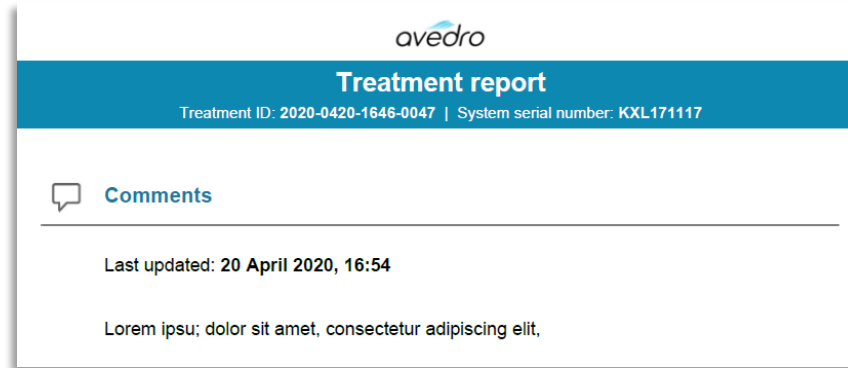 avedro
Treatment report
Treatment ID: 2020-0420-1646-0047 | System serial number: KXL171117
Comments
Last updated: 20 April 2020, 16:54
Lorem ipsu; dolor sit amet, consectetur adipiscing elit,